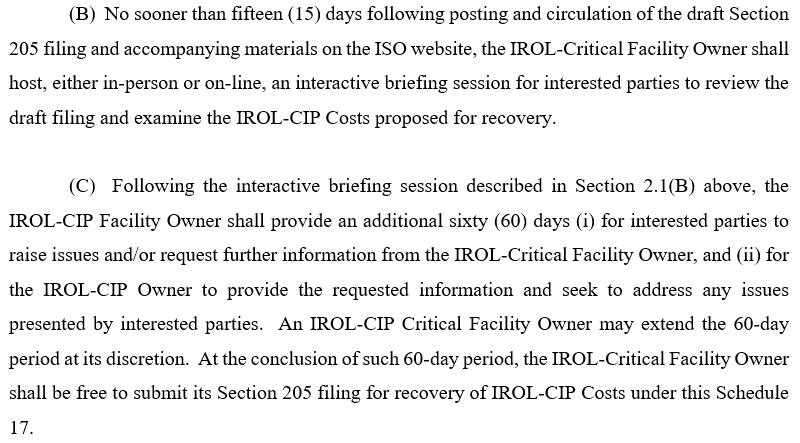 (B) No sooner than fifteen (15) days following posting and circulation of the draft Section
205 filing and accompanying materials on the ISO website, the IROL-Critical Facility Owner shall
host, either in-person or on-line, an interactive briefing session for interested parties to review the
draft filing and examine the IROL-CIP Costs proposed for recovery.
(C) Following the interactive briefing session described in Section 2.1(B) above, the
IROL-CIP Facility Owner shall provide an additional sixty (60) days (i) for interested parties to
raise issues and/or request further information from the IROL-Critical Facility Owner, and (ii) for
the IROL-CIP Owner to provide the requested information and seek to address any issues
presented by interested parties. An IROL-CIP Critical Facility Owner may extend the 60-day
period at its discretion. At the conclusion of such 60-day period, the IROL-Critical Facility Owner
shall be free to submit its Section 205 filing for recovery of IROL-CIP Costs under this Schedule
17.